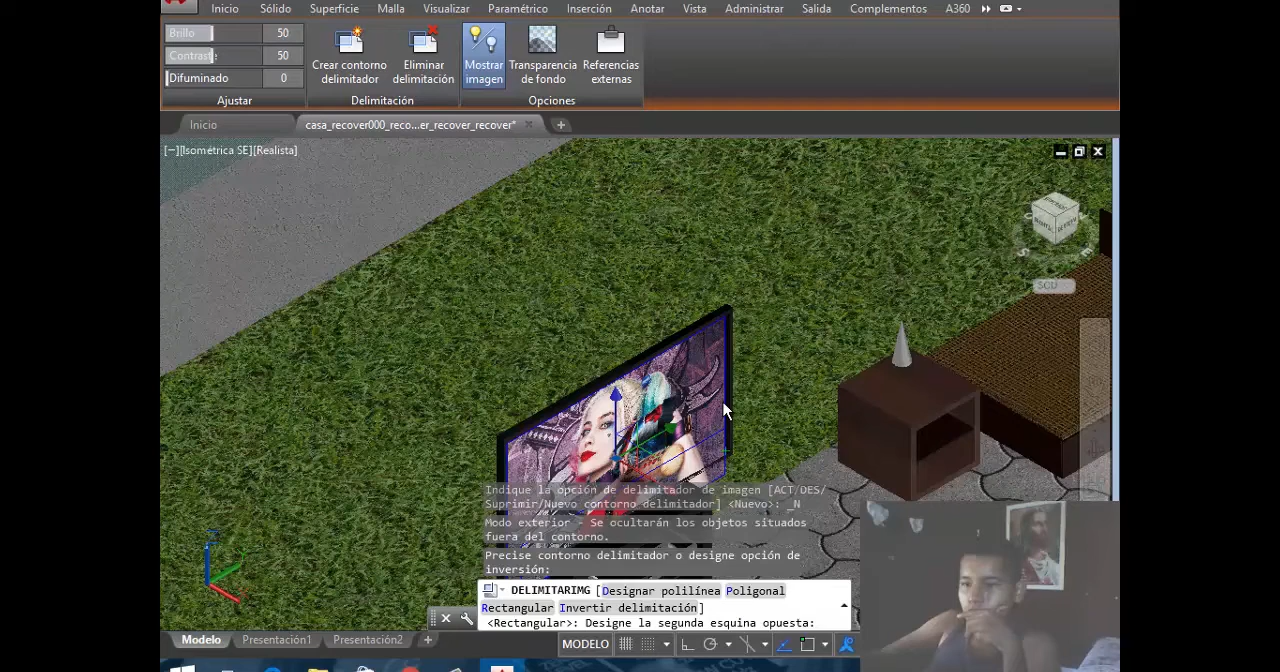 Inicio Sólido Superficie Malla Visualizar Paramétrico Inserción Anotar Vista Administrar Salida Complementos A360
Brillo 50
Contraste 50
Difuminado 0
Crear contorno delimitador
Eliminar delimitación
Mostrar imagen
Transparencia de fondo
Referencias externas
Ajustar Delimitación Opciones
Inicio casa_recover000_reco...er_recover_recover*
[−][Isométrica SE][Realista]
S E
SCU
Indique la opción de delimitador de imagen [ACT/DES/
Suprimir/Nuevo contorno delimitador] <Nuevo>: _N
Modo exterior - Se ocultarán los objetos situados
fuera del contorno.
Precise contorno delimitador o designe opción de
inversión:
DELIMITARIMG [Designar polilínea Poligonal
Rectangular Invertir delimitación]
<Rectangular>: Designe la segunda esquina opuesta:
Modelo Presentación1 Presentación2 +
MODELO